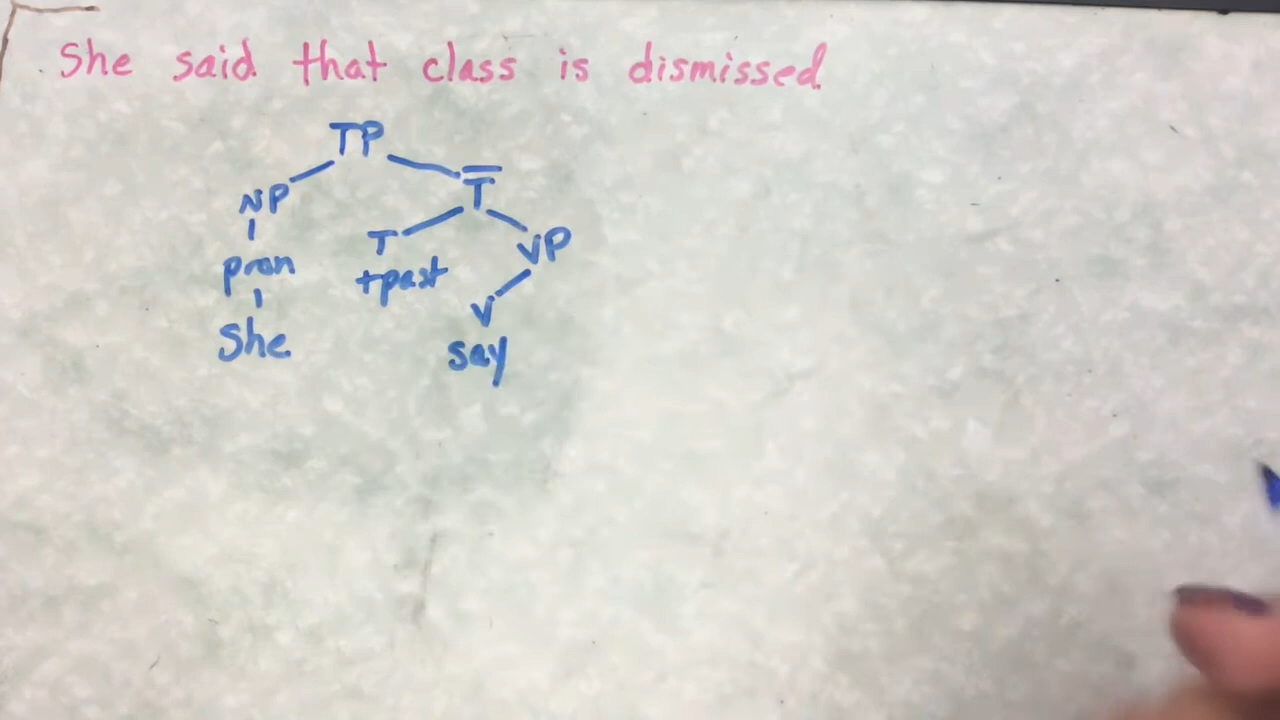 She said that class is dismissed
TP
NP T̿
pron T VP
+past
She V
say